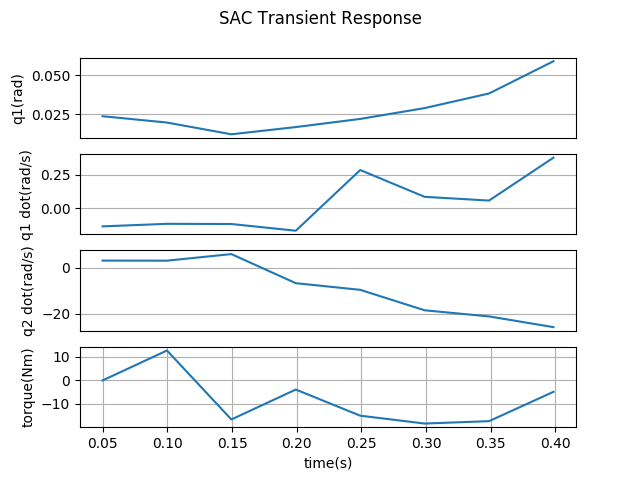 SAC Transient Response
q1(rad)
0.050
0.025
q1 dot(rad/s)
0.25
0.00
q2 dot(rad/s)
0
−20
torque(Nm)
10
0
−10
0.05 0.10 0.15 0.20 0.25 0.30 0.35 0.40
time(s)